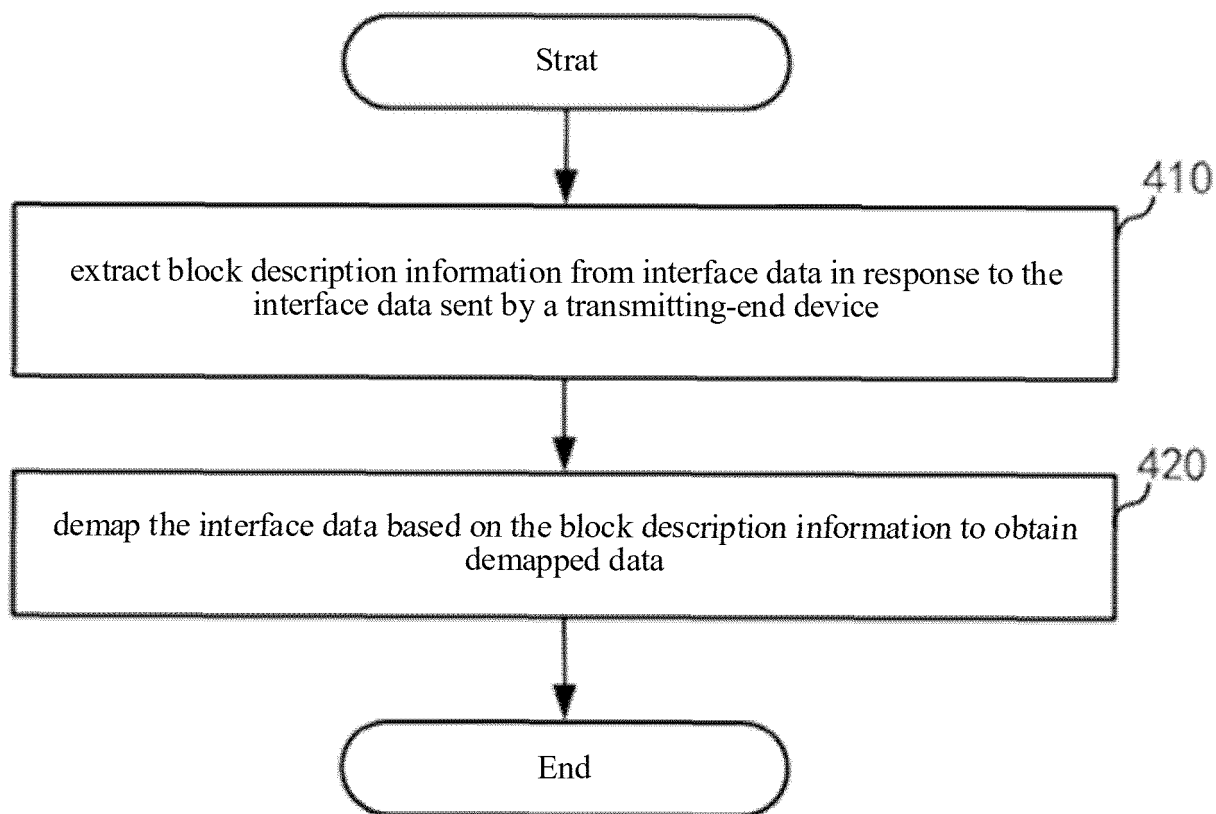 Strat
410
extract block description information from interface data in response to the
interface data sent by a transmitting-end device
420
demap the interface data based on the block description information to obtain
demapped data
End